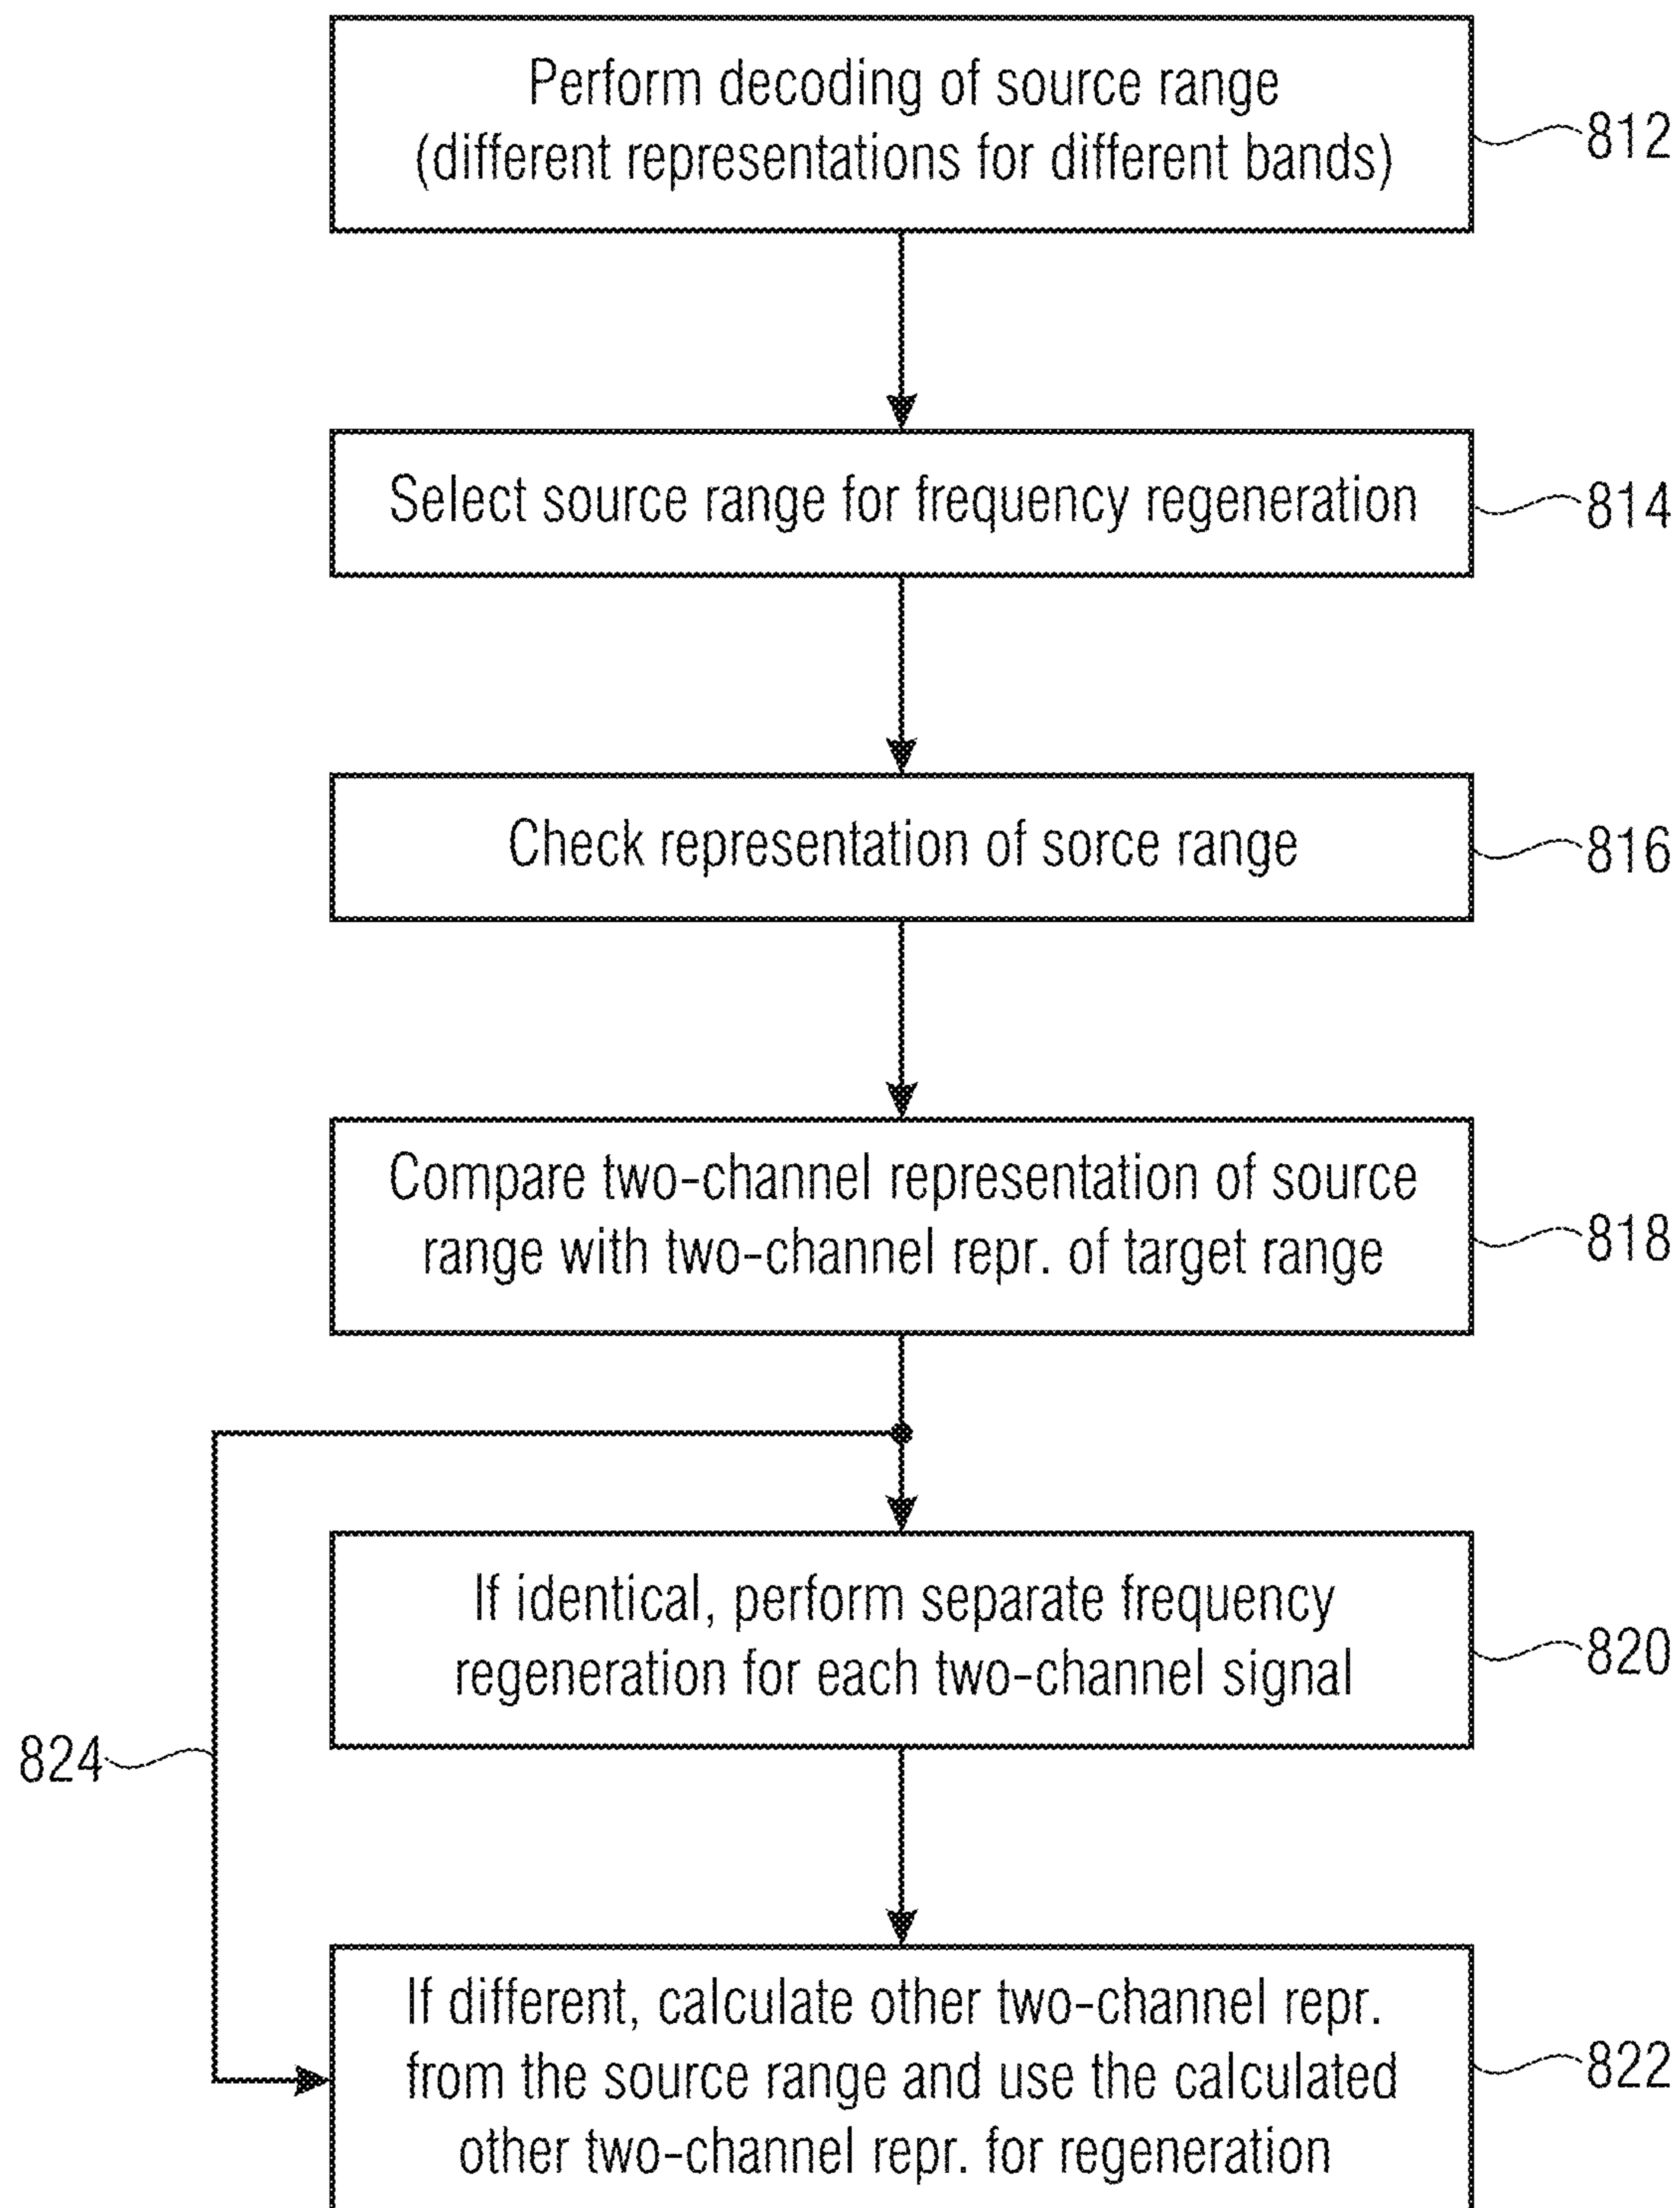 Perform decoding of source range
(different representations for different bands)
812
Select source range for frequency regeneration
814
Check representation of sorce range
816
Compare two-channel representation of source
range with two-channel repr. of target range
818
If identical, perform separate frequency
regeneration for each two-channel signal
820
824
If different, calculate other two-channel repr.
from the source range and use the calculated
other two-channel repr. for regeneration
822